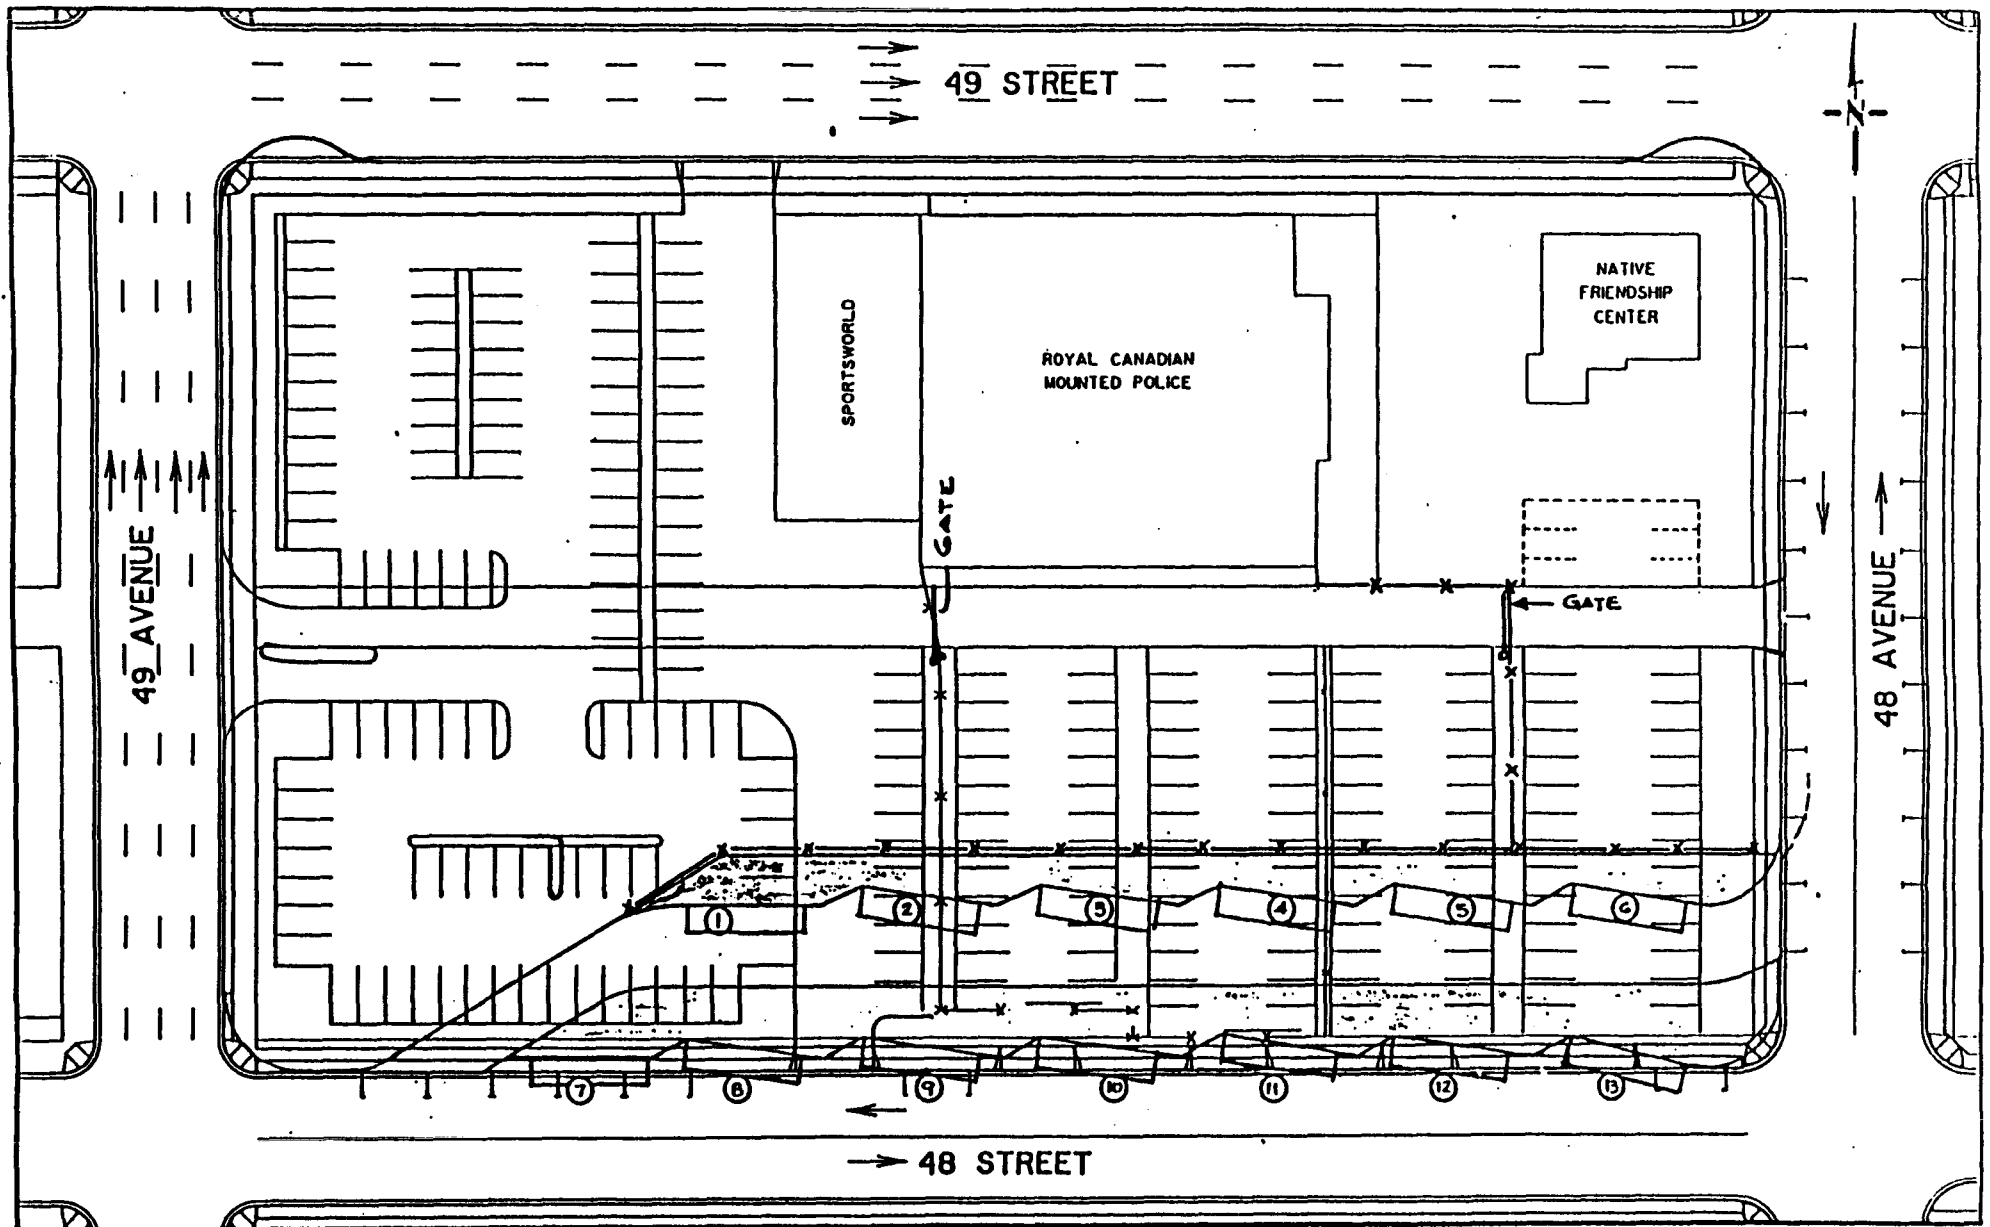 49 STREET
N
NATIVE
FRIENDSHIP
CENTER
SPORTSWORLD
ROYAL CANADIAN
MOUNTED POLICE
GATE
GATE
49 AVENUE
48 AVENUE
1
2
3
4
5
6
7
8
9
10
11
12
13
48 STREET